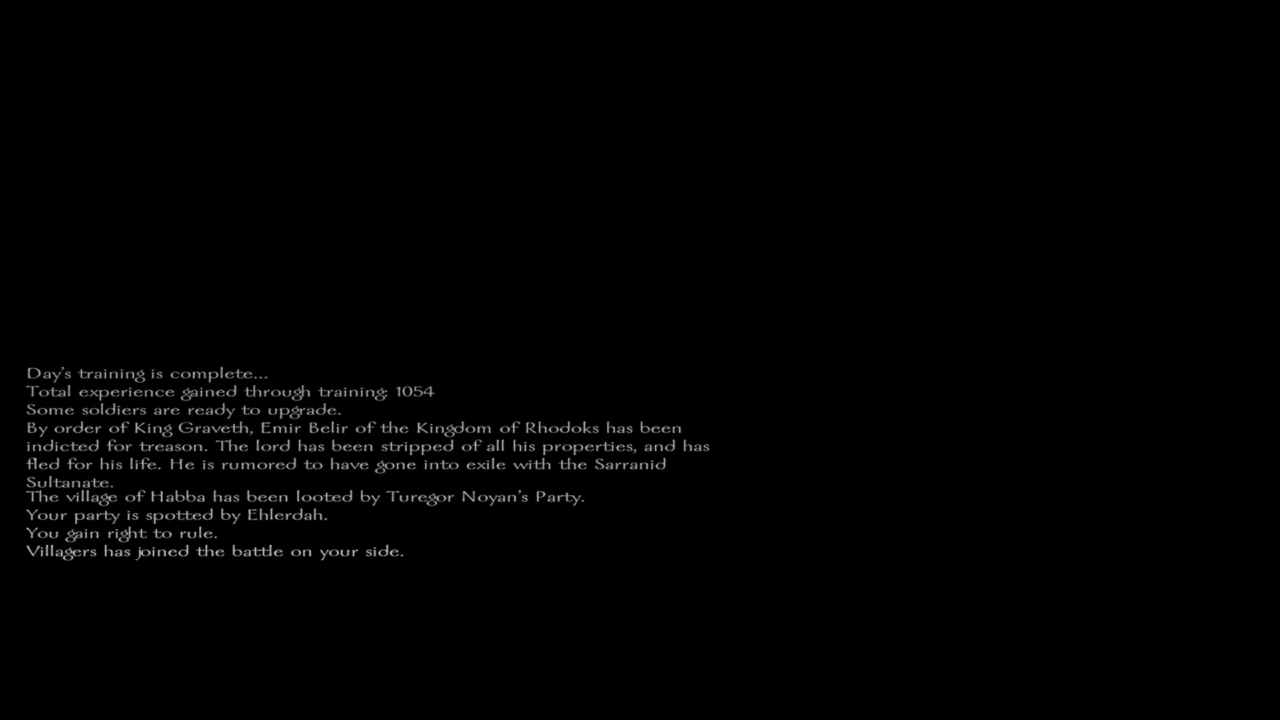 Day's training is complete...
Total experience gained through training: 1054
Some soldiers are ready to upgrade.
By order of King Graveth, Emir Belir of the Kingdom of Rhodoks has been
indicted for treason. The lord has been stripped of all his properties, and has
fled for his life. He is rumored to have gone into exile with the Sarranid
Sultanate.
The village of Habba has been looted by Turegor Noyan's Party.
Your party is spotted by Ehlerdah.
You gain right to rule.
Villagers has joined the battle on your side.